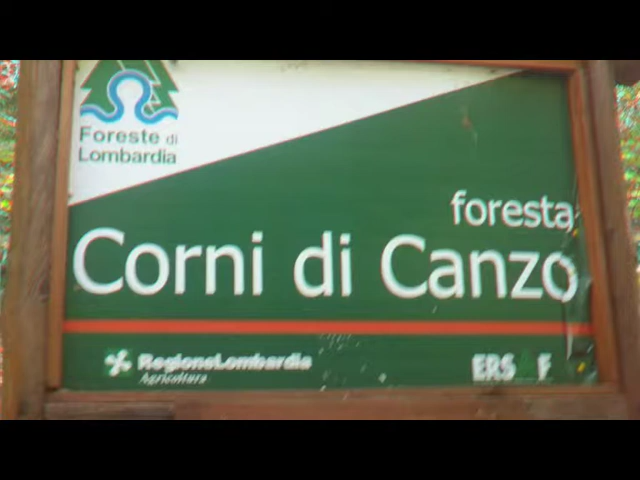 Foreste di
Lombardia
foresta
Corni di Canzo
RegioneLombardia
Agricoltura
ERSAF